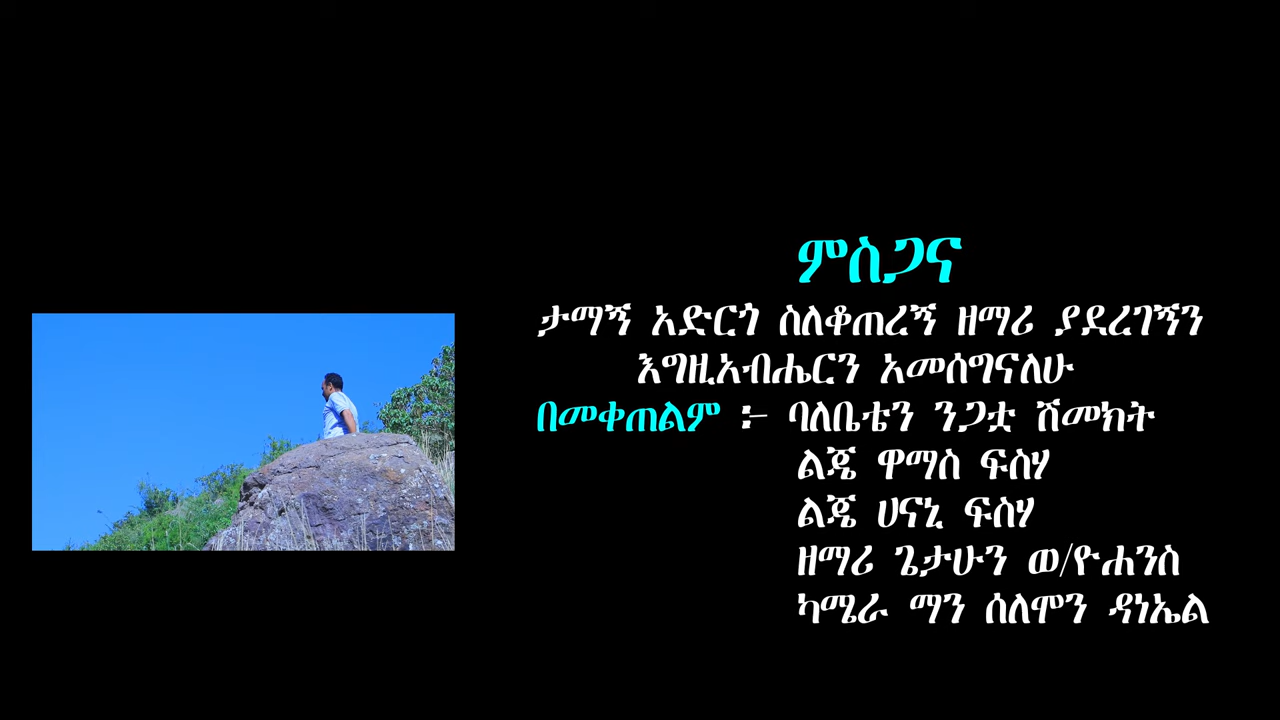 ምስጋና
ታማኝ አድርጎ ስለቆጠረኝ ዘማሪ ያደረገኝን
እግዚአብሔርን አመሰግናለሁ
በመቀጠልም ፦ ባለቤቴን ንጋቷ ሽመክት
ልጄ ዋማስ ፍስሃ
ልጄ ሀናኒ ፍስሃ
ዘማሪ ጌታሁን ወ/ዮሐንስ
ካሜራ ማን ሰለሞን ዳነኤል